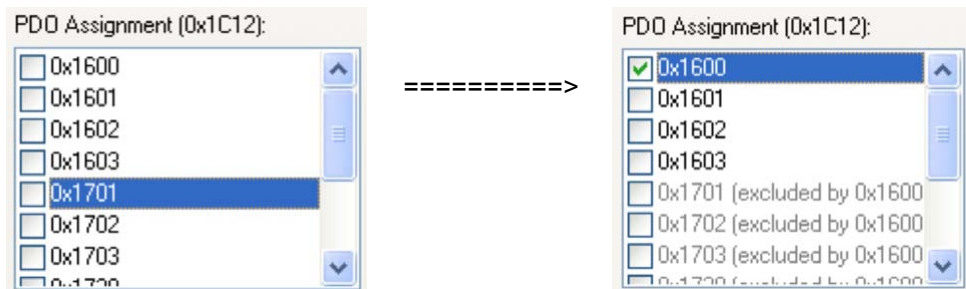 PDO Assignment (0x1C12):
0x1600
0x1601
0x1602
0x1603
0x1701
0x1702
0x1703
==========>
PDO Assignment (0x1C12):
0x1600
0x1601
0x1602
0x1603
0x1701 (excluded by 0x1600
0x1702 (excluded by 0x1600
0x1703 (excluded by 0x1600